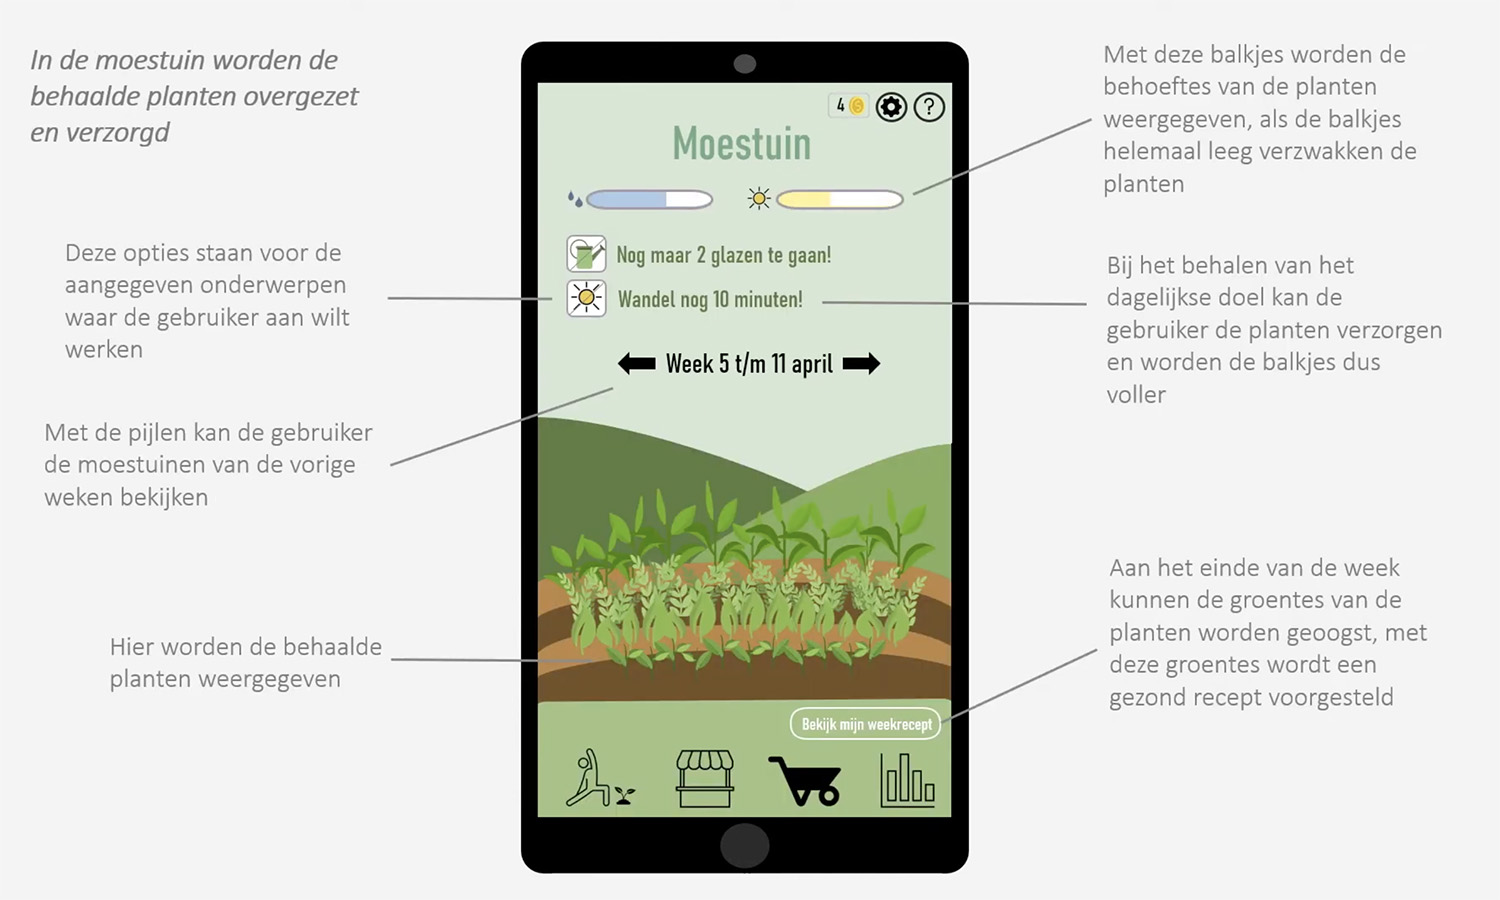 In de moestuin worden de
behaalde planten overgezet
en verzorgd
Deze opties staan voor de
aangegeven onderwerpen
waar de gebruiker aan wilt
werken
Met de pijlen kan de gebruiker
de moestuinen van de vorige
weken bekijken
Hier worden de behaalde
planten weergegeven
4
?
Moestuin
Nog maar 2 glazen te gaan!
Wandel nog 10 minuten!
Week 5 t/m 11 april
Bekijk mijn weekrecept
Met deze balkjes worden de
behoeftes van de planten
weergegeven, als de balkjes
helemaal leeg verzwakken de
planten
Bij het behalen van het
dagelijkse doel kan de
gebruiker de planten verzorgen
en worden de balkjes dus
voller
Aan het einde van de week
kunnen de groentes van de
planten worden geoogst, met
deze groentes wordt een
gezond recept voorgesteld